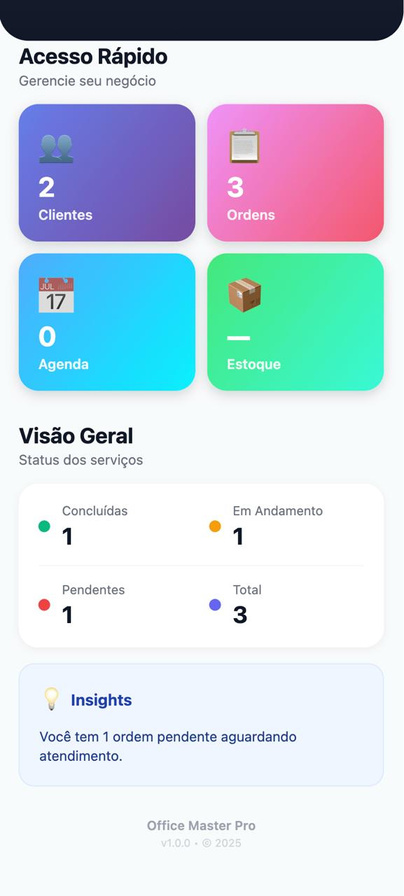 Acesso Rápido
Gerencie seu negócio
2
Clientes
3
Ordens
JUL
17
0
Agenda
—
Estoque
Visão Geral
Status dos serviços
Concluídas
1
Em Andamento
1
Pendentes
1
Total
3
Insights
Você tem 1 ordem pendente aguardando
atendimento.
Office Master Pro
v1.0.0 • © 2025